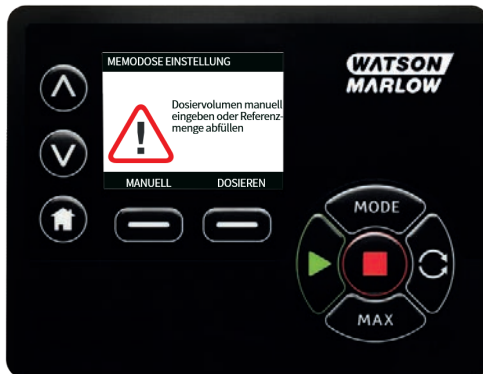 MEMODOSE EINSTELLUNG
Dosiervolumen manuell
eingeben oder Referenz-
menge abfüllen
MANUELL DOSIEREN
WATSON
MARLOW
MODE
MAX